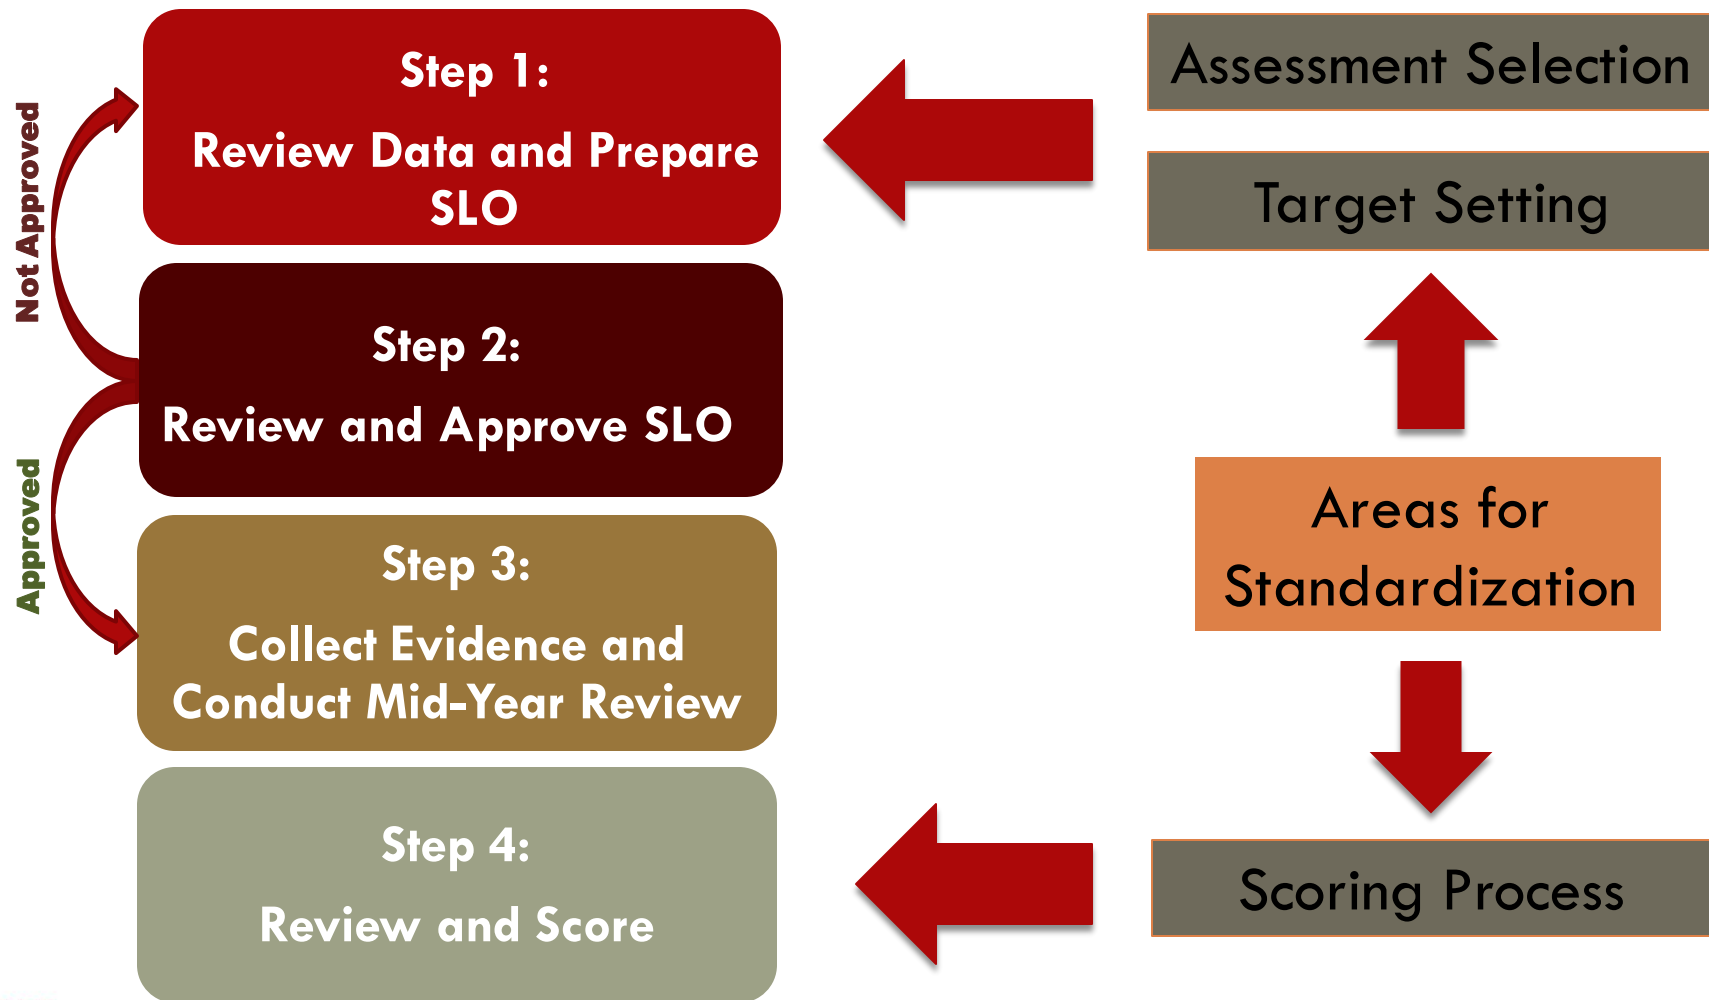 Step 1:
Review Data and Prepare
SLO
Not Approved
Step 2:
Review and Approve SLO
Approved
Step 3:
Collect Evidence and
Conduct Mid-Year Review
Step 4:
Review and Score
Assessment Selection
Target Setting
Areas for
Standardization
Scoring Process